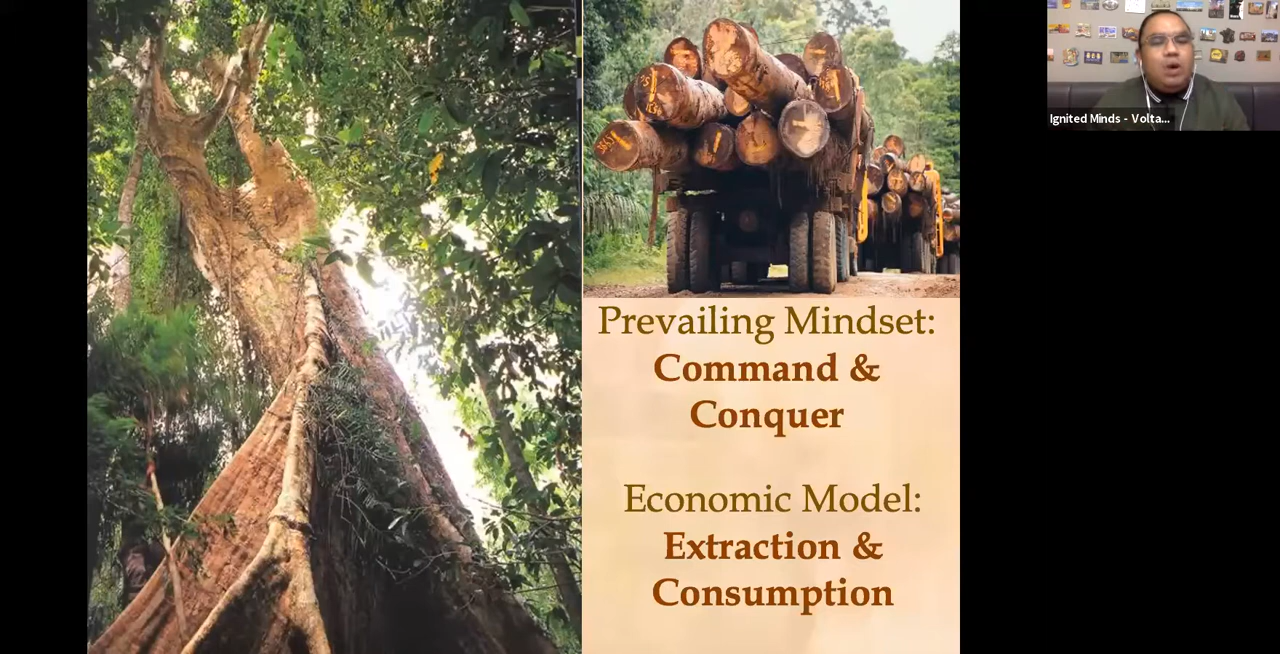 Prevailing Mindset:
Command &
Conquer
Economic Model:
Extraction &
Consumption
Ignited Minds - Volta...